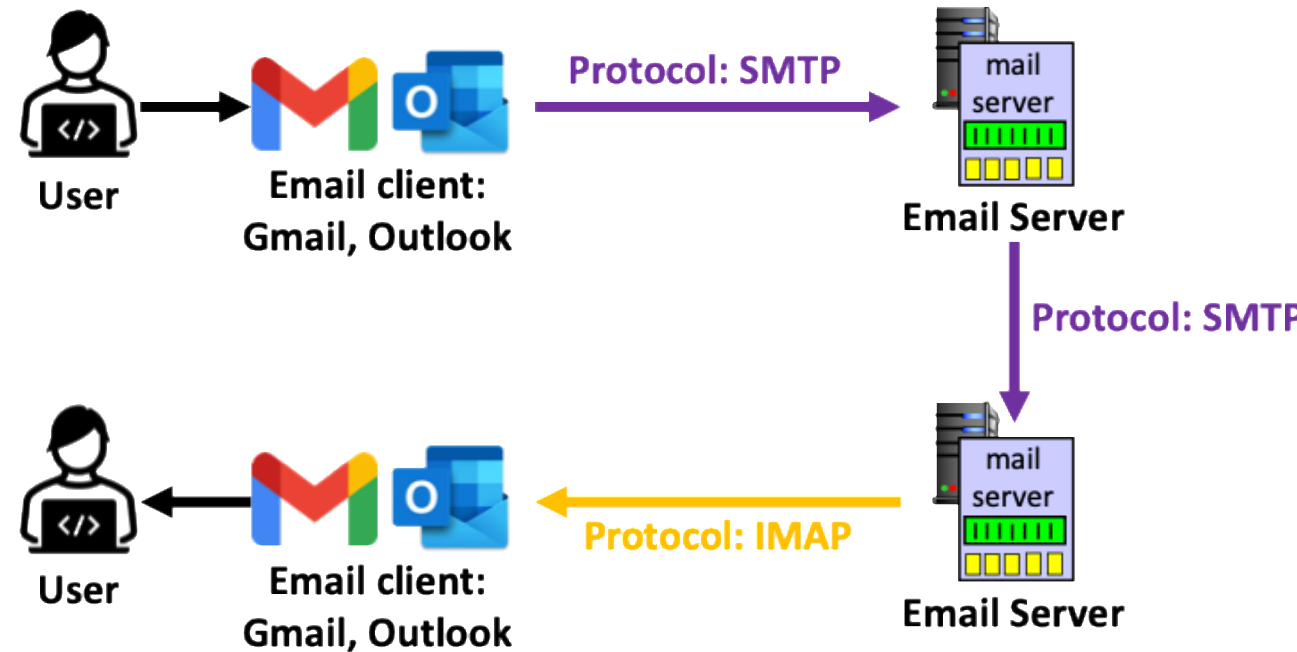 Protocol: SMTP
mail
server
</>
O
User
Email client:
Gmail, Outlook
Email Server
Protocol: SMTP
mail
server
</>
O
Protocol: IMAP
User
Email client:
Gmail, Outlook
Email Server